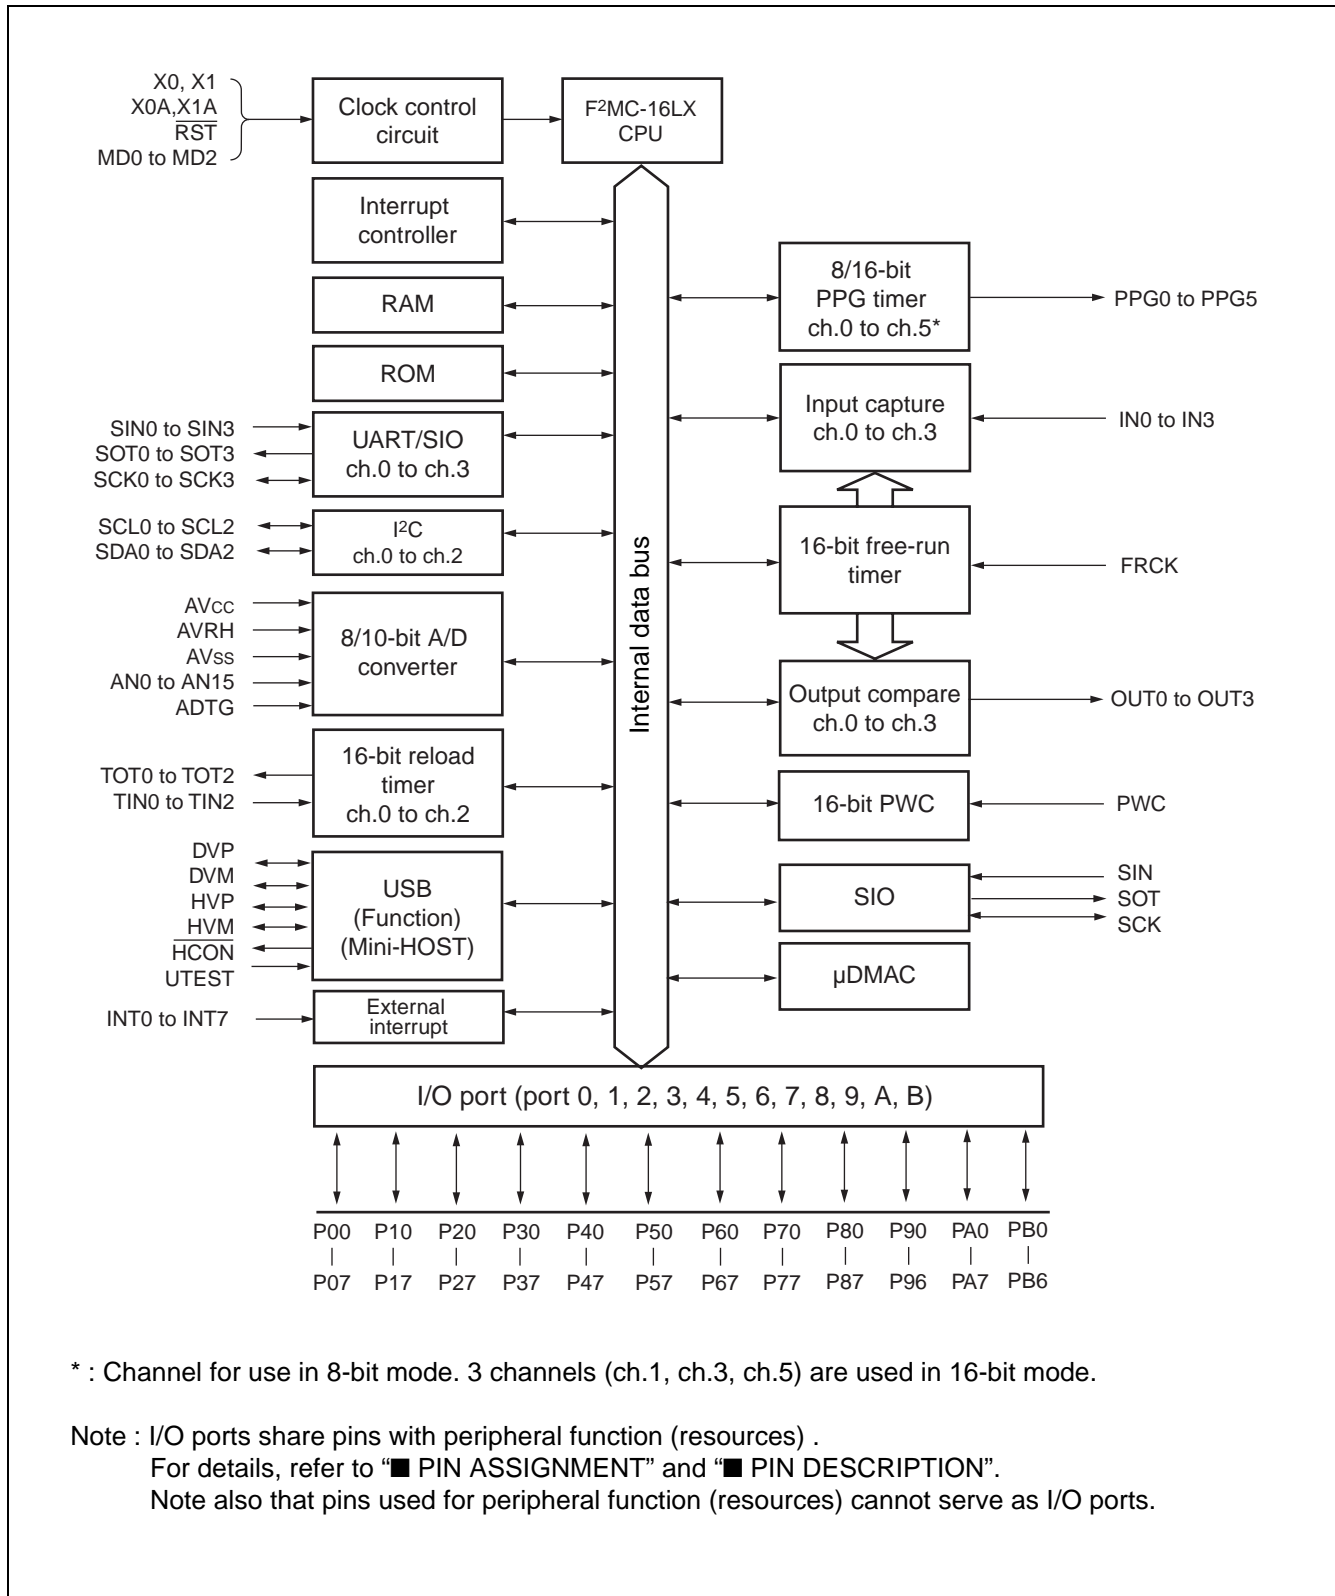 X0, X1
X0A,X1A
RST
MD0 to MD2
Clock control
circuit
F2MC-16LX
CPU
Interrupt
controller
RAM
ROM
SIN0 to SIN3
SOT0 to SOT3
SCK0 to SCK3
UART/SIO
ch.0 to ch.3
SCL0 to SCL2
SDA0 to SDA2
I2C
ch.0 to ch.2
AVcc
AVRH
AVss
AN0 to AN15
ADTG
8/10-bit A/D
converter
TOT0 to TOT2
TIN0 to TIN2
16-bit reload
timer
ch.0 to ch.2
DVP
DVM
HVP
HVM
HCON
UTEST
USB
(Function)
(Mini-HOST)
INT0 to INT7
External
interrupt
Internal data bus
8/16-bit
PPG timer
ch.0 to ch.5*
PPG0 to PPG5
Input capture
ch.0 to ch.3
IN0 to IN3
16-bit free-run
timer
FRCK
Output compare
ch.0 to ch.3
OUT0 to OUT3
16-bit PWC
PWC
SIO
SIN
SOT
SCK
µDMAC
I/O port (port 0, 1, 2, 3, 4, 5, 6, 7, 8, 9, A, B)
P00 P10 P20 P30 P40 P50 P60 P70 P80 P90 PA0 PB0
P07 P17 P27 P37 P47 P57 P67 P77 P87 P96 PA7 PB6
* : Channel for use in 8-bit mode. 3 channels (ch.1, ch.3, ch.5) are used in 16-bit mode.
Note : I/O ports share pins with peripheral function (resources) .
For details, refer to “■ PIN ASSIGNMENT” and “■ PIN DESCRIPTION”.
Note also that pins used for peripheral function (resources) cannot serve as I/O ports.